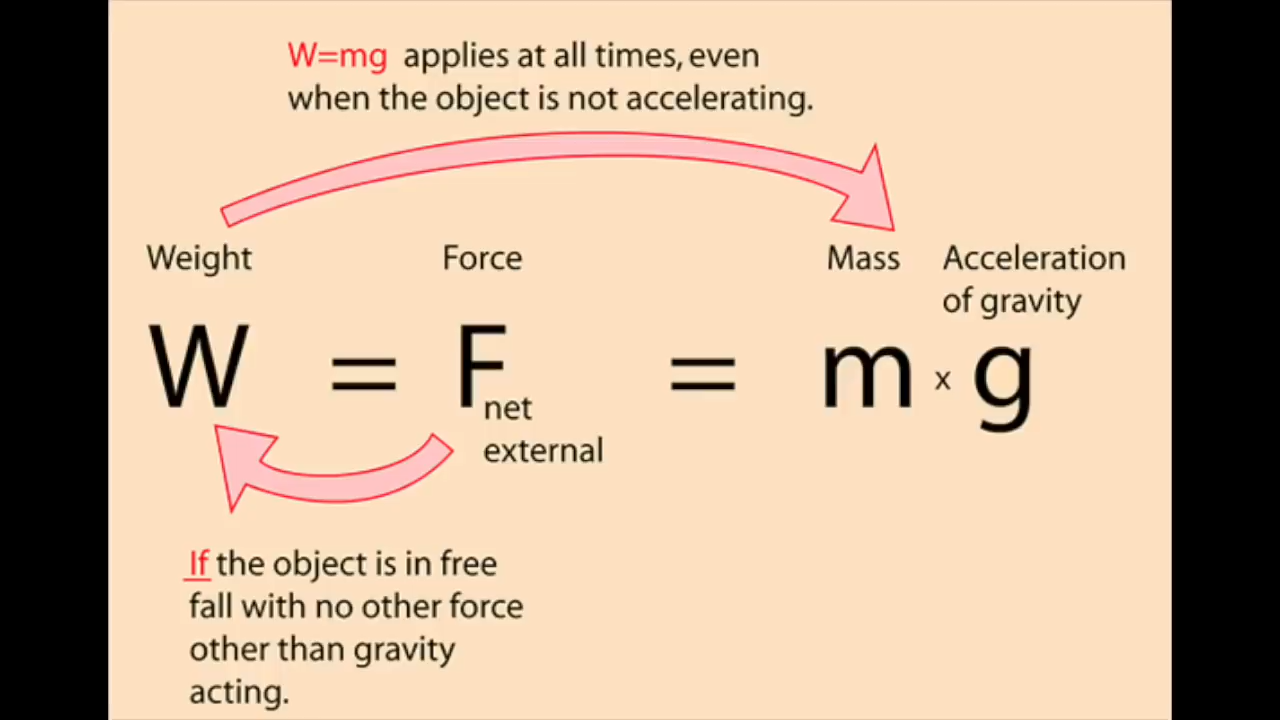 W=mg applies at all times, even
when the object is not accelerating.
Weight Force Mass Acceleration
of gravity
W = F = m x g
net
external
If the object is in free
fall with no other force
other than gravity
acting.